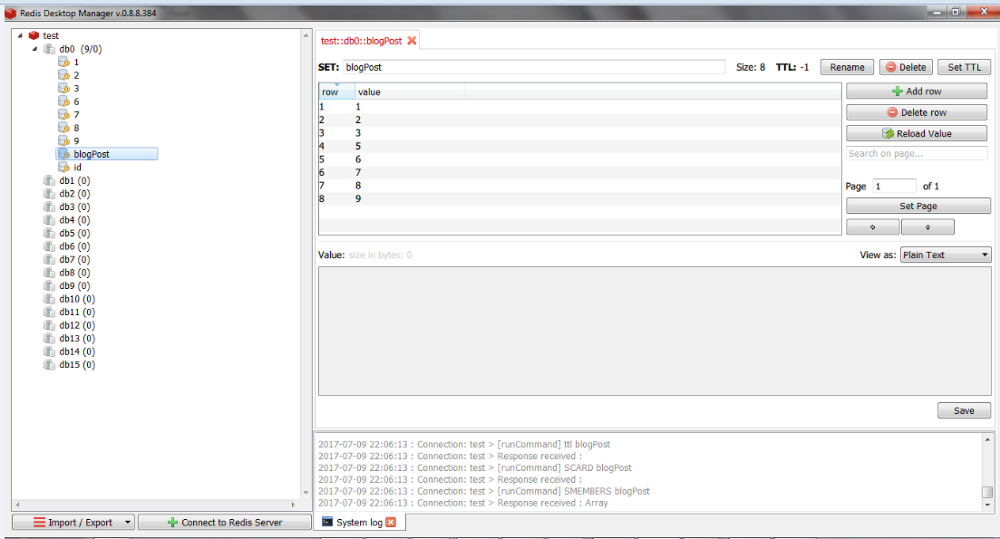 Redis Desktop Manager v.0.8.8.384
test
db0 (9/0)
1
2
3
6
7
8
9
blogPost
id
db1 (0)
db2 (0)
db3 (0)
db4 (0)
db5 (0)
db6 (0)
db7 (0)
db8 (0)
db9 (0)
db10 (0)
db11 (0)
db12 (0)
db13 (0)
db14 (0)
db15 (0)
Import / Export
Connect to Redis Server
test::db0::blogPost
SET: blogPost Size: 8 TTL: -1 Rename Delete Set TTL
row value
1 1
2 2
3 3
4 5
5 6
6 7
7 8
8 9
Add row
Delete row
Reload Value
Search on page...
Page 1 of 1
Set Page
Value: size in bytes: 0 View as: Plain Text
Save
2017-07-09 22:06:13 : Connection: test > [runCommand] ttl blogPost
2017-07-09 22:06:13 : Connection: test > Response received :
2017-07-09 22:06:13 : Connection: test > [runCommand] SCARD blogPost
2017-07-09 22:06:13 : Connection: test > Response received :
2017-07-09 22:06:13 : Connection: test > [runCommand] SMEMBERS blogPost
2017-07-09 22:06:13 : Connection: test > Response received : Array
System log